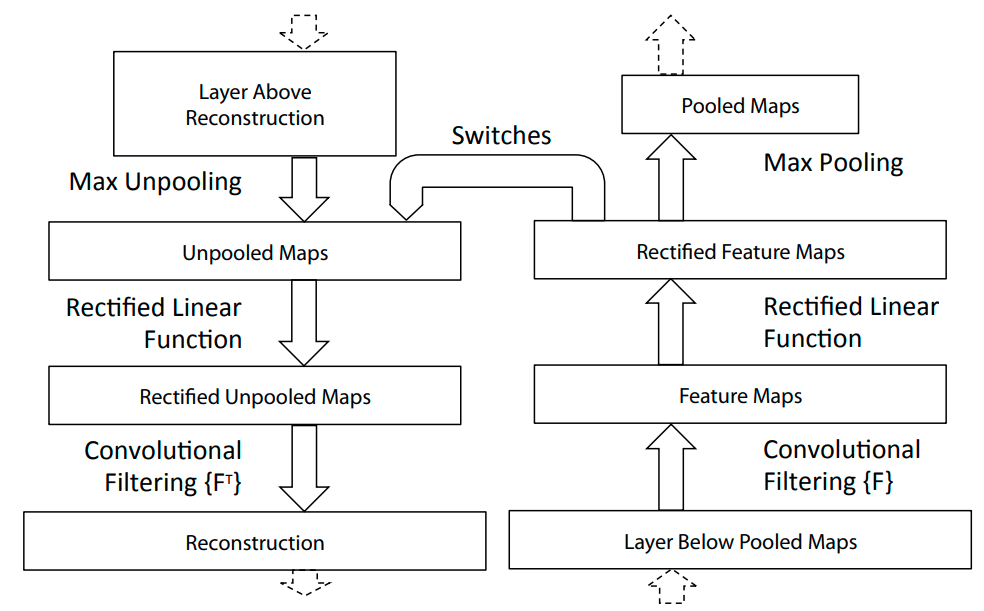 Layer Above
Reconstruction
Max Unpooling
Unpooled Maps
Rectified Linear
Function
Rectified Unpooled Maps
Convolutional
Filtering {Fᵀ}
Reconstruction
Switches
Pooled Maps
Max Pooling
Rectified Feature Maps
Rectified Linear
Function
Feature Maps
Convolutional
Filtering {F}
Layer Below Pooled Maps